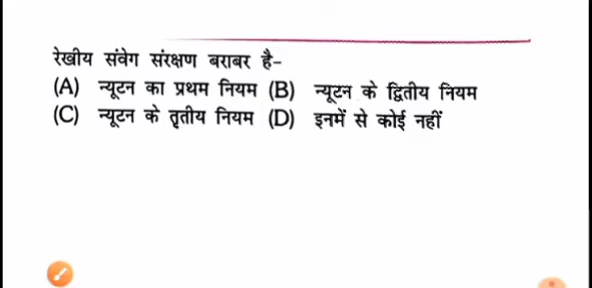 रेखीय संवेग संरक्षण बराबर है-
(A) न्यूटन का प्रथम नियम (B) न्यूटन के द्वितीय नियम
(C) न्यूटन के तृतीय नियम (D) इनमें से कोई नहीं